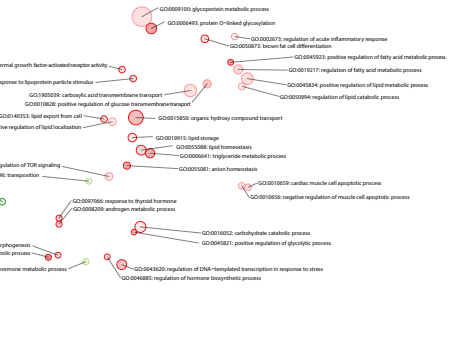 GO:0009100: glycoprotein metabolic process
GO:0006493: protein O-linked glycosylation
GO:0002673: regulation of acute inflammatory response
GO:0050873: brown fat cell differentiation
GO:0045923: positive regulation of fatty acid metabolic process
ermal growth factor-activated receptor activity
GO:0019217: regulation of fatty acid metabolic process
sponse to lipoprotein particle stimulus
GO:0045834: positive regulation of lipid metabolic process
GO:1905039: carboxylic acid transmembrane transport
GO:0050994: regulation of lipid catabolic process
GO:0010828: positive regulation of glucose transmembrane transport
GO:0140353: lipid export from cell
GO:0015850: organic hydroxy compound transport
tive regulation of lipid localization
GO:0019915: lipid storage
GO:0055088: lipid homeostasis
GO:0006641: triglyceride metabolic process
gulation of TOR signaling
GO:0055081: anion homeostasis
96: transposition
GO:0010659: cardiac muscle cell apoptotic process
GO:0010656: negative regulation of muscle cell apoptotic process
GO:0097066: response to thyroid hormone
GO:0008209: androgen metabolic process
GO:0016052: carbohydrate catabolic process
GO:0045821: positive regulation of glycolytic process
rphogenesis
bolic process
hormone metabolic process
GO:0043620: regulation of DNA-templated transcription in response to stress
GO:0046885: regulation of hormone biosynthetic process